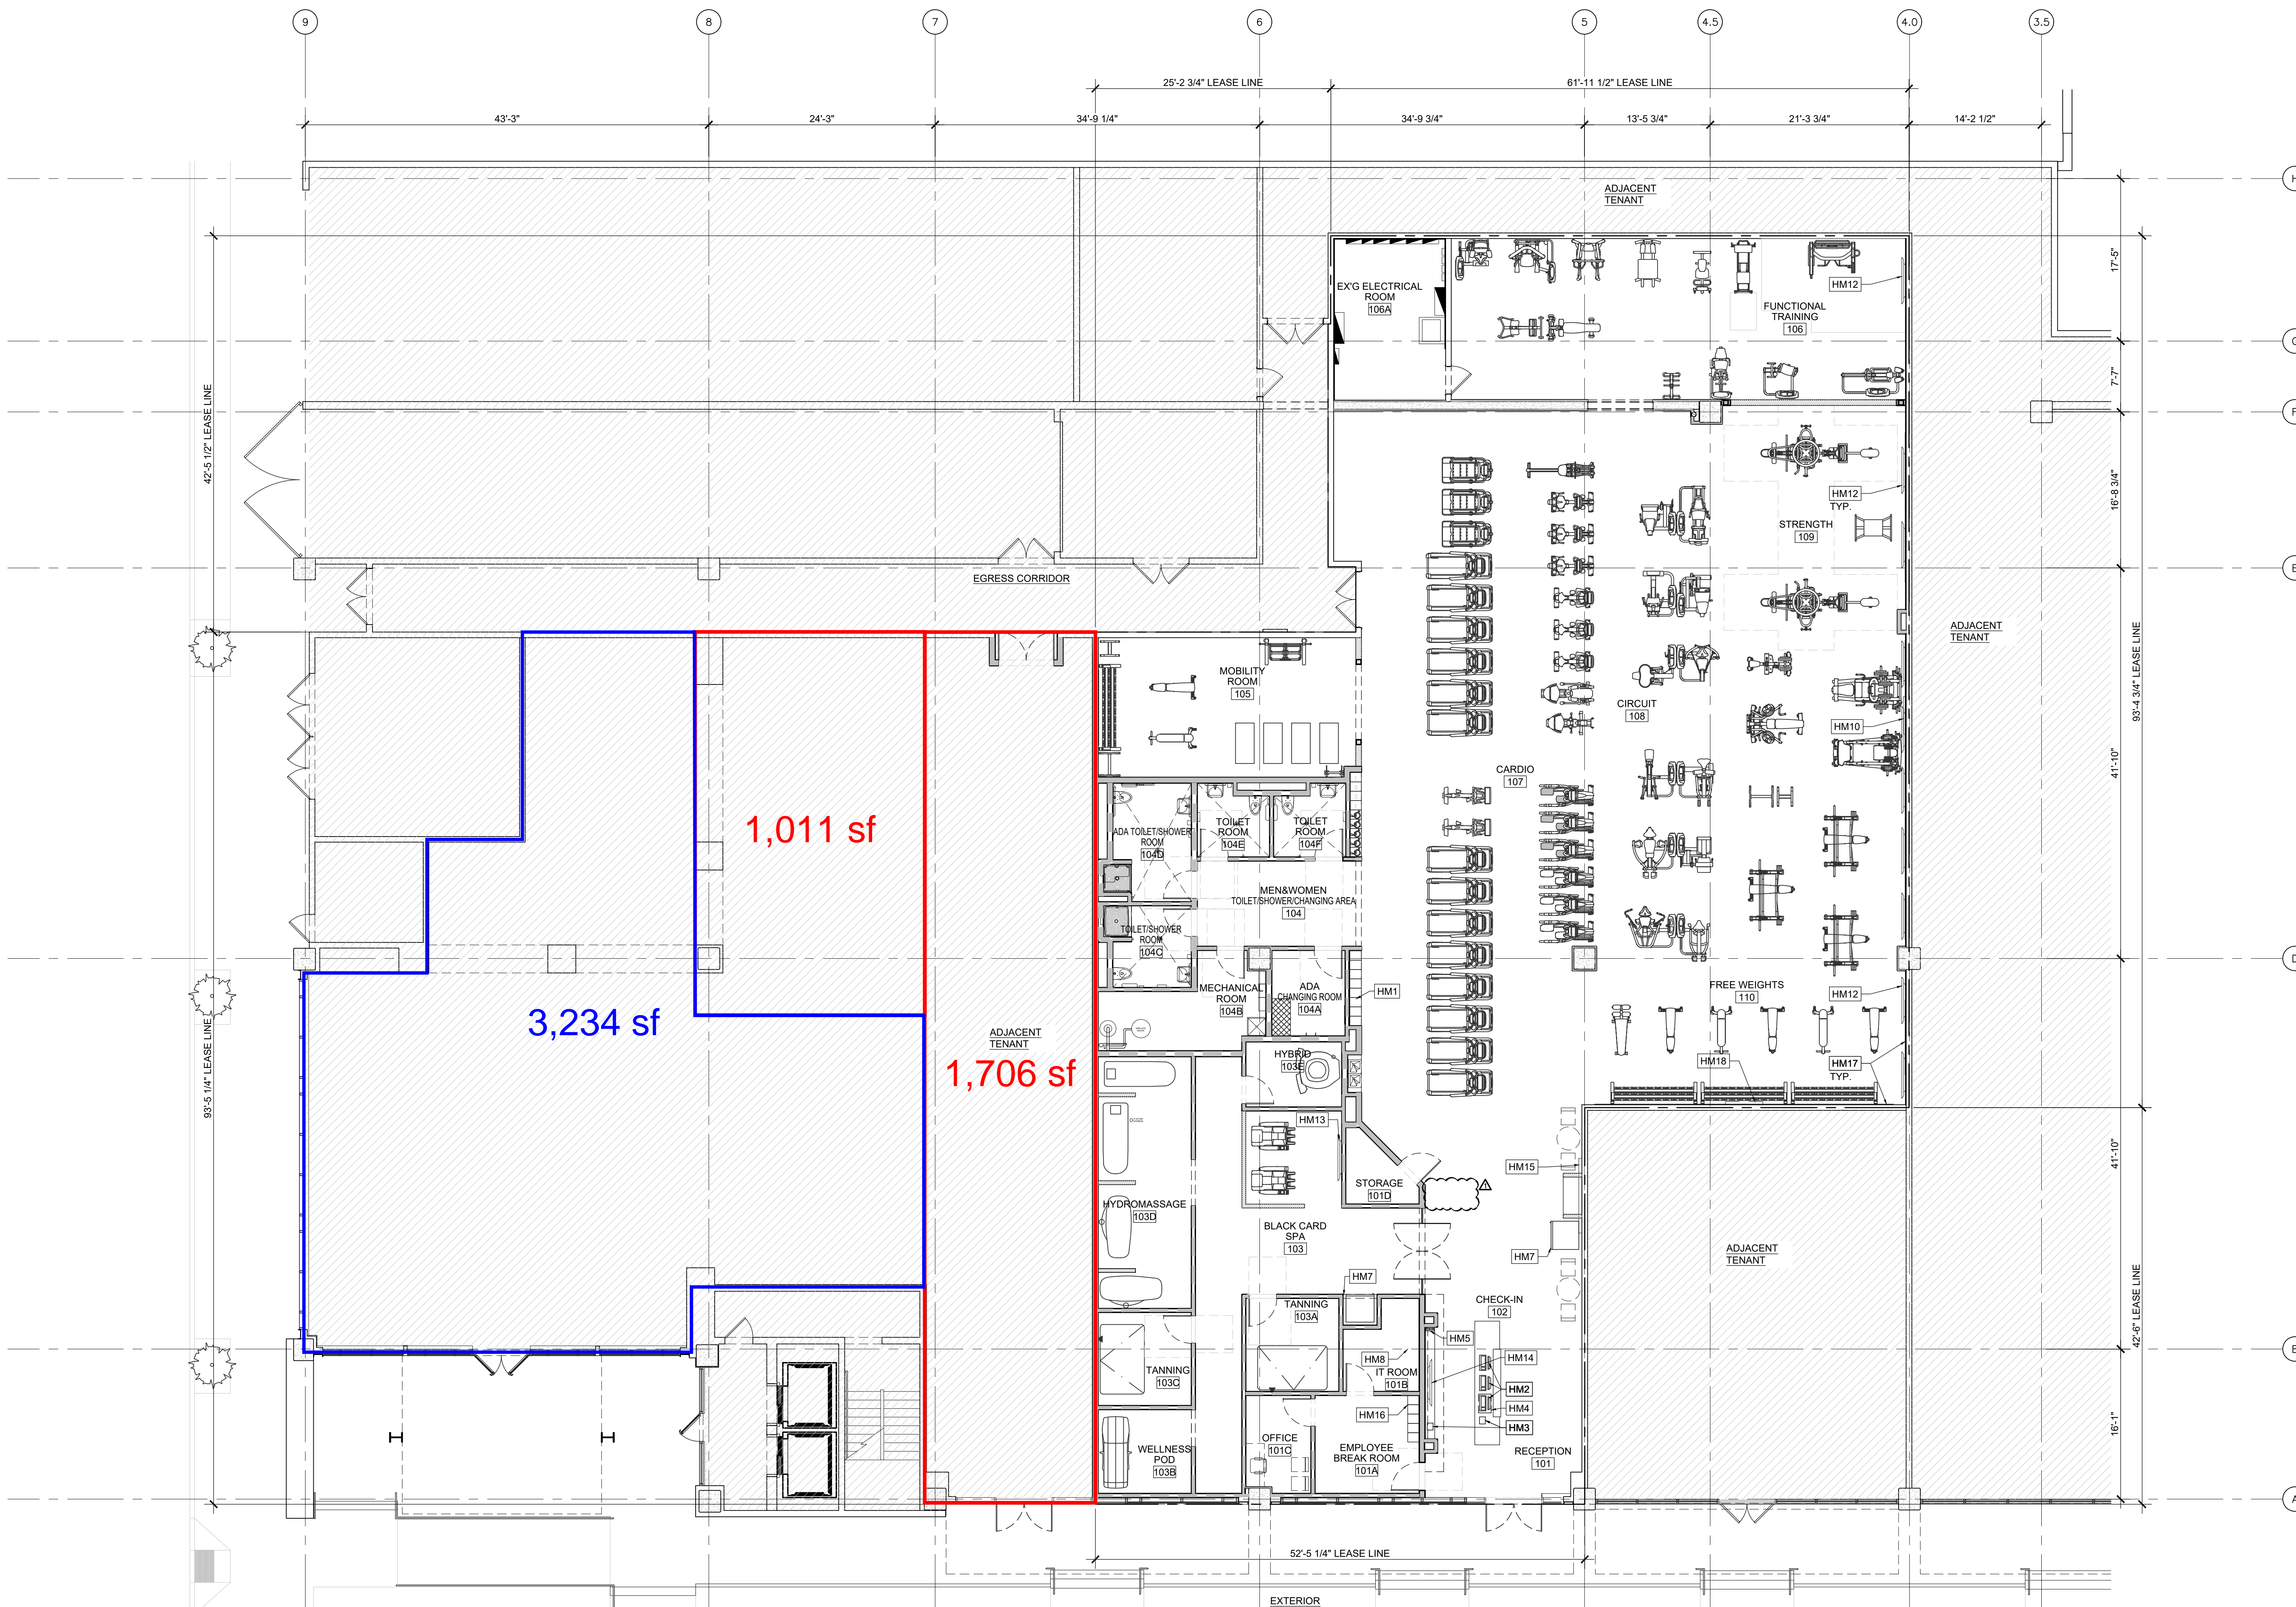 9
8
7
6
5
4.5
4.0
3.5
25'-2 3/4" LEASE LINE
61'-11 1/2" LEASE LINE
43'-3"
24'-3"
34'-9 1/4"
34'-9 3/4"
13'-5 3/4"
21'-3 3/4"
14'-2 1/2"
H
ADJACENT
TENANT
17'-5"
EX'G ELECTRICAL
ROOM
106A
HM12
FUNCTIONAL
TRAINING
106
7'-7"
42'-5 1/2" LEASE LINE
F
HM12
TYP.
16'-8 3/4"
STRENGTH
109
E
EGRESS CORRIDOR
ADJACENT
TENANT
MOBILITY
ROOM
105
93'-4 3/4" LEASE LINE
CIRCUIT
108
HM10
CARDIO
107
41'-10"
1,011 sf
ADA TOILET/SHOWER
ROOM
104D
TOILET
ROOM
104E
TOILET
ROOM
104F
MEN&WOMEN
TOILET/SHOWER/CHANGING AREA
104
TOILET/SHOWER
ROOM
104C
D
MECHANICAL
ROOM
104B
ADA
CHANGING ROOM
104A
HM1
FREE WEIGHTS
110
HM12
3,234 sf
ADJACENT
TENANT
1,706 sf
HYBRID
103E
HM18
HM17
TYP.
93'-5 1/4" LEASE LINE
HM13
41'-10"
HM15
STORAGE
101D
HYDROMASSAGE
103D
BLACK CARD
SPA
103
HM7
ADJACENT
TENANT
HM7
TANNING
103A
CHECK-IN
102
42'-6" LEASE LINE
HM5
HM8
HM14
TANNING
103C
IT ROOM
101B
HM2
HM4
HM16
HM3
WELLNESS
POD
103B
OFFICE
101C
EMPLOYEE
BREAK ROOM
101A
RECEPTION
101
16'-1"
A
52'-5 1/4" LEASE LINE
EXTERIOR